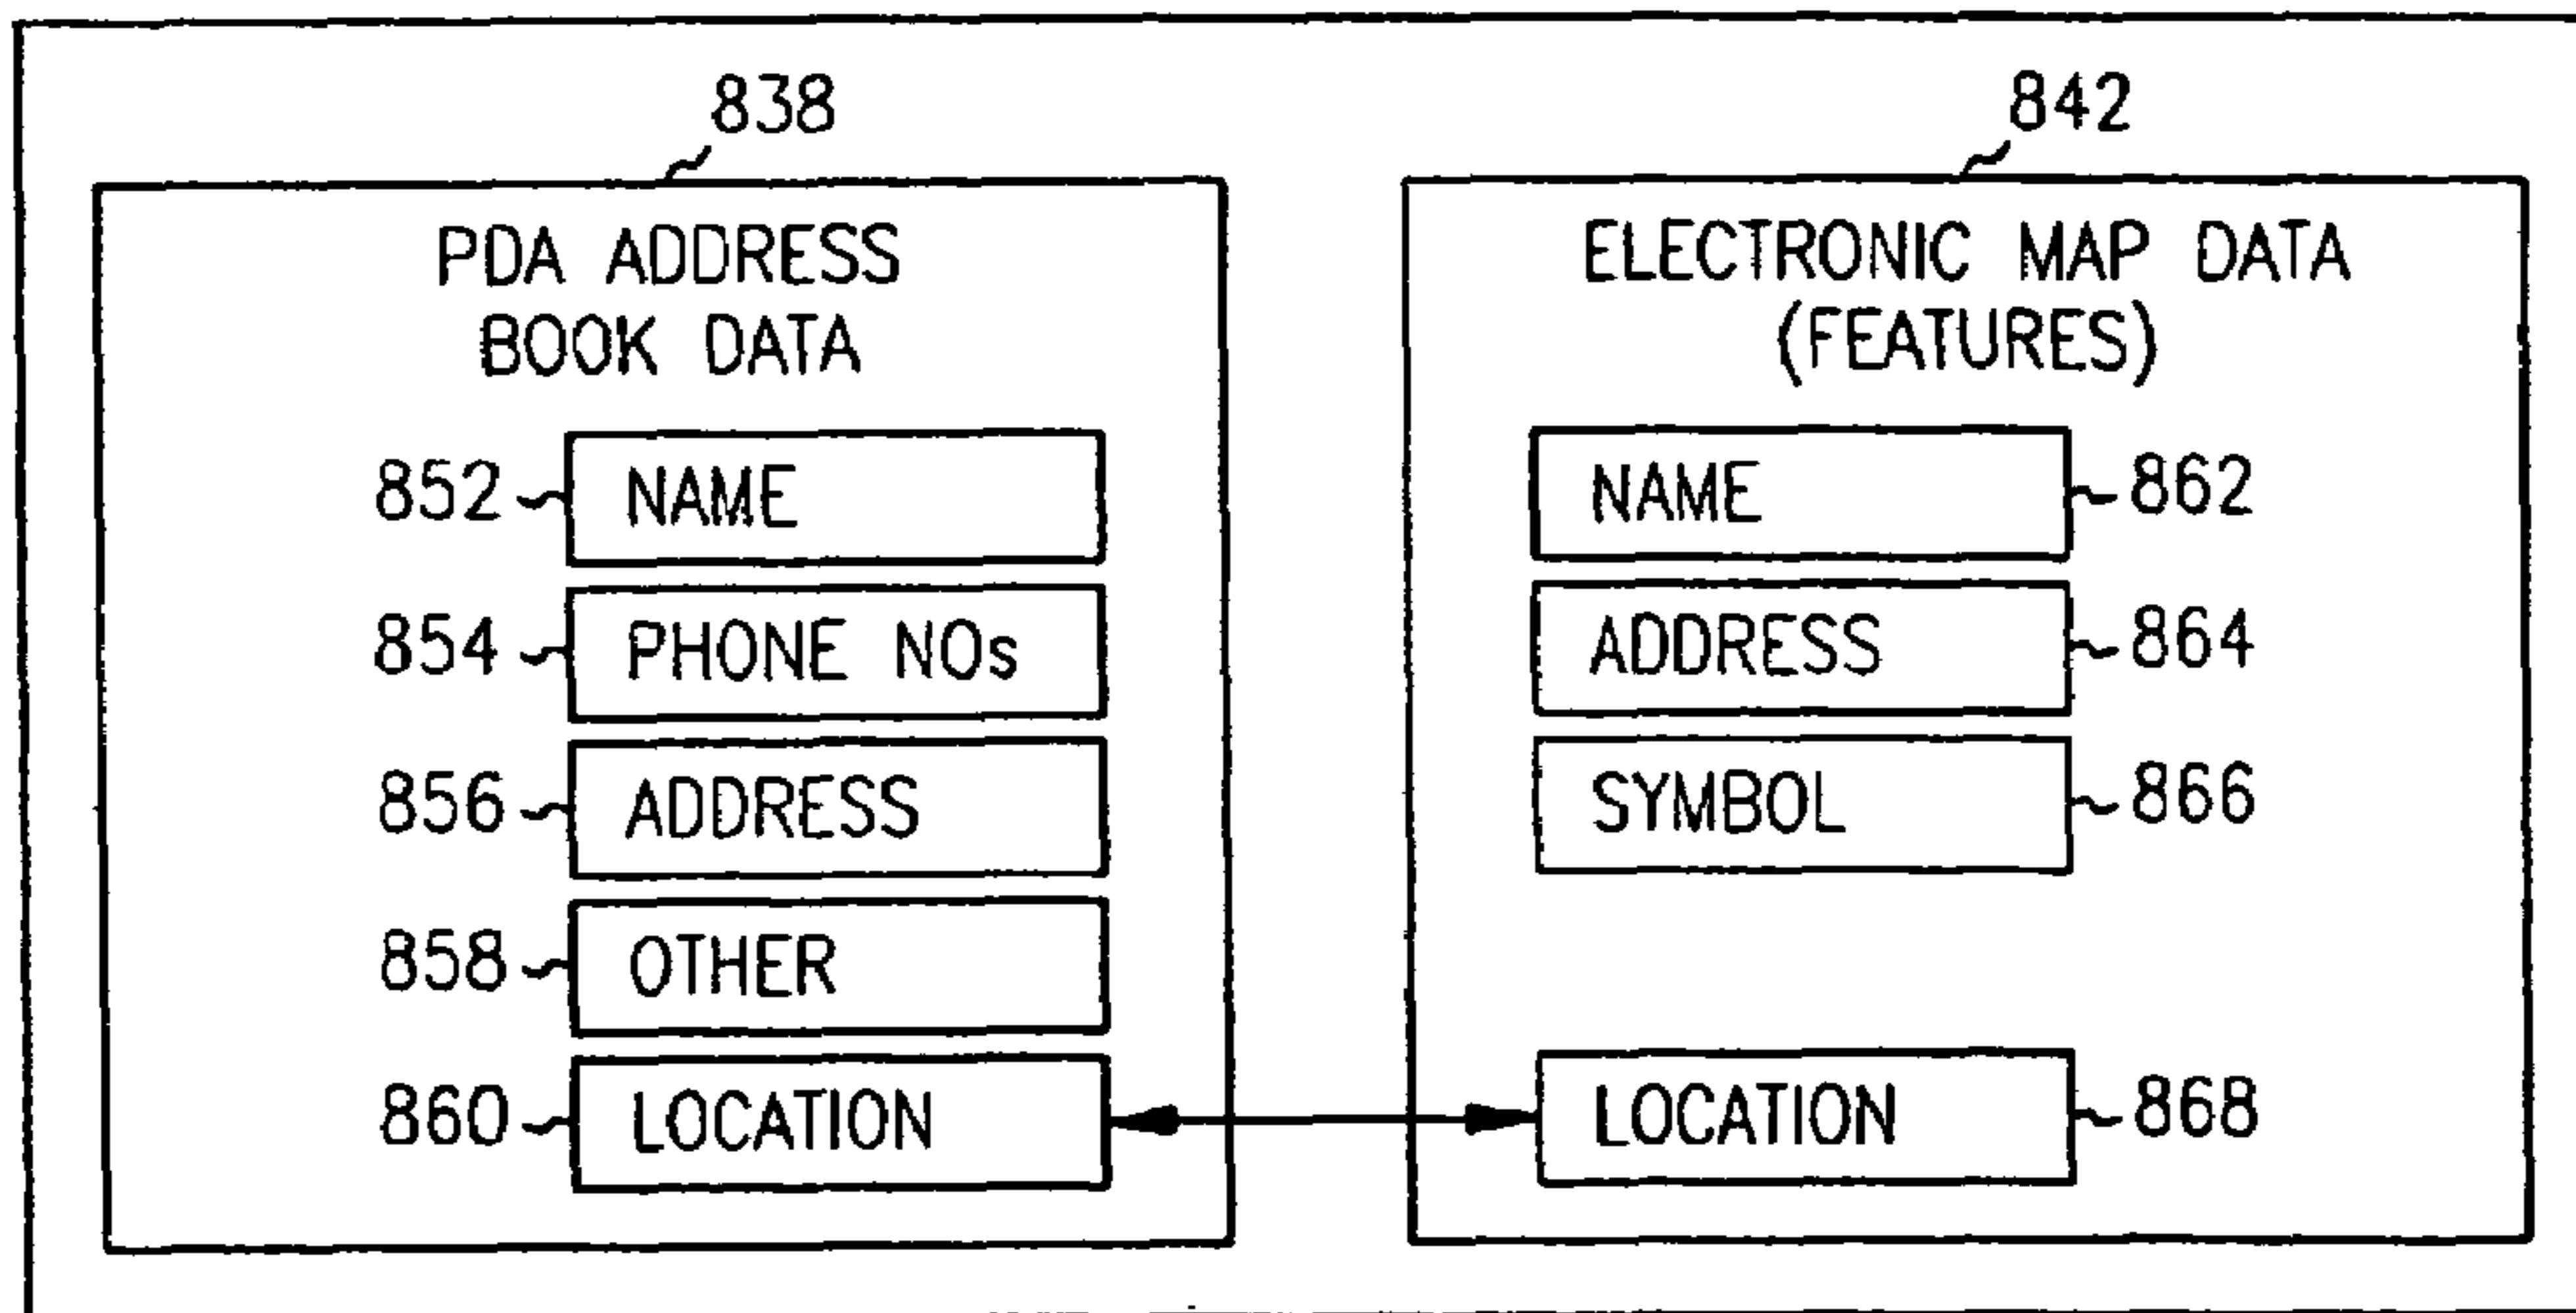 838
PDA ADDRESS
BOOK DATA
852 NAME
854 PHONE NOs
856 ADDRESS
858 OTHER
860 LOCATION
842
ELECTRONIC MAP DATA
(FEATURES)
NAME 862
ADDRESS 864
SYMBOL 866
LOCATION 868